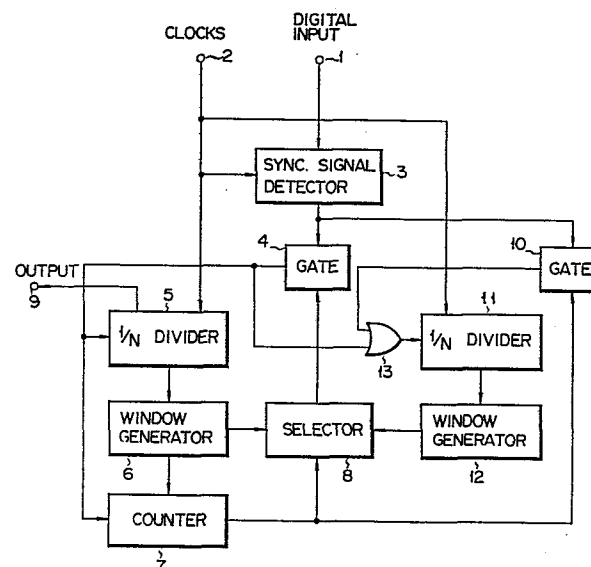 CLOCKS
DIGITAL
INPUT
2
1
SYNC. SIGNAL
DETECTOR
3
4
GATE
10
GATE
OUTPUT
9
5
1/N DIVIDER
13
11
1/N DIVIDER
WINDOW
GENERATOR
6
SELECTOR
8
WINDOW
GENERATOR
12
COUNTER
7